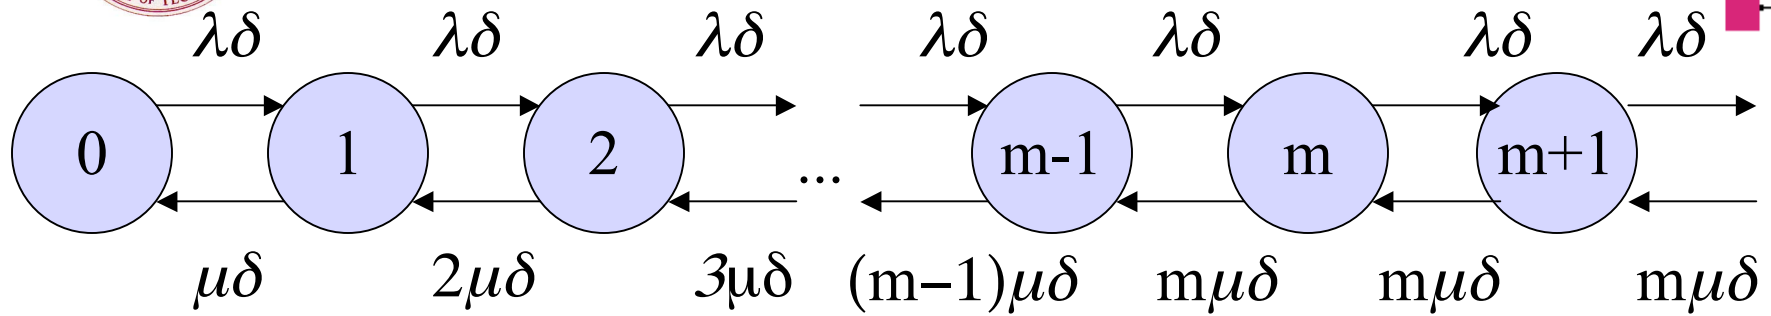 λδ λδ λδ λδ λδ λδ λδ
0 1 2 ... m-1 m m+1
μδ 2μδ 3μδ (m−1)μδ mμδ mμδ mμδ